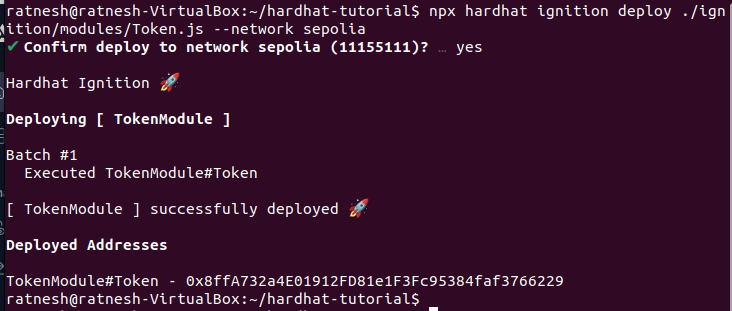 ratnesh@ratnesh-VirtualBox:~/hardhat-tutorial$ npx hardhat ignition deploy ./ign
ition/modules/Token.js --network sepolia
✔ Confirm deploy to network sepolia (11155111)? … yes
Hardhat Ignition 🚀
Deploying [ TokenModule ]
Batch #1
  Executed TokenModule#Token
[ TokenModule ] successfully deployed 🚀
Deployed Addresses
TokenModule#Token - 0x8ffA732a4E01912FD81e1F3Fc95384faf3766229
ratnesh@ratnesh-VirtualBox:~/hardhat-tutorial$